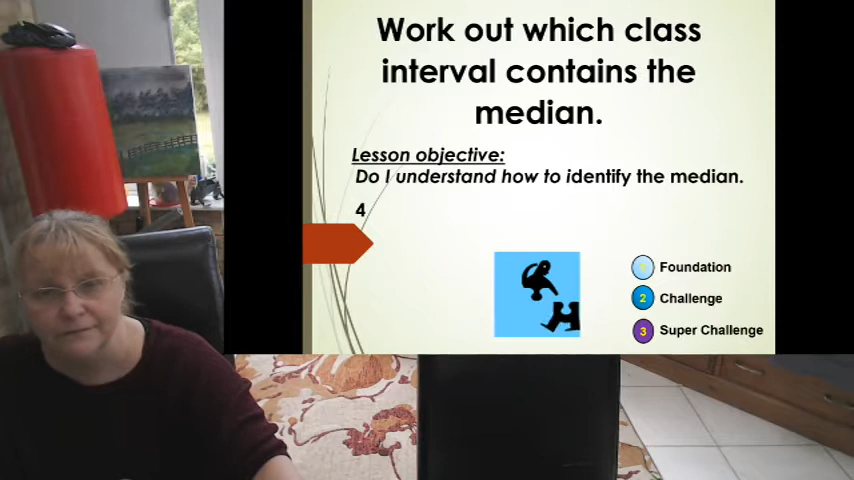 Work out which class
interval contains the
median.
Lesson objective:
Do I understand how to identify the median.
4
1 Foundation
2 Challenge
3 Super Challenge